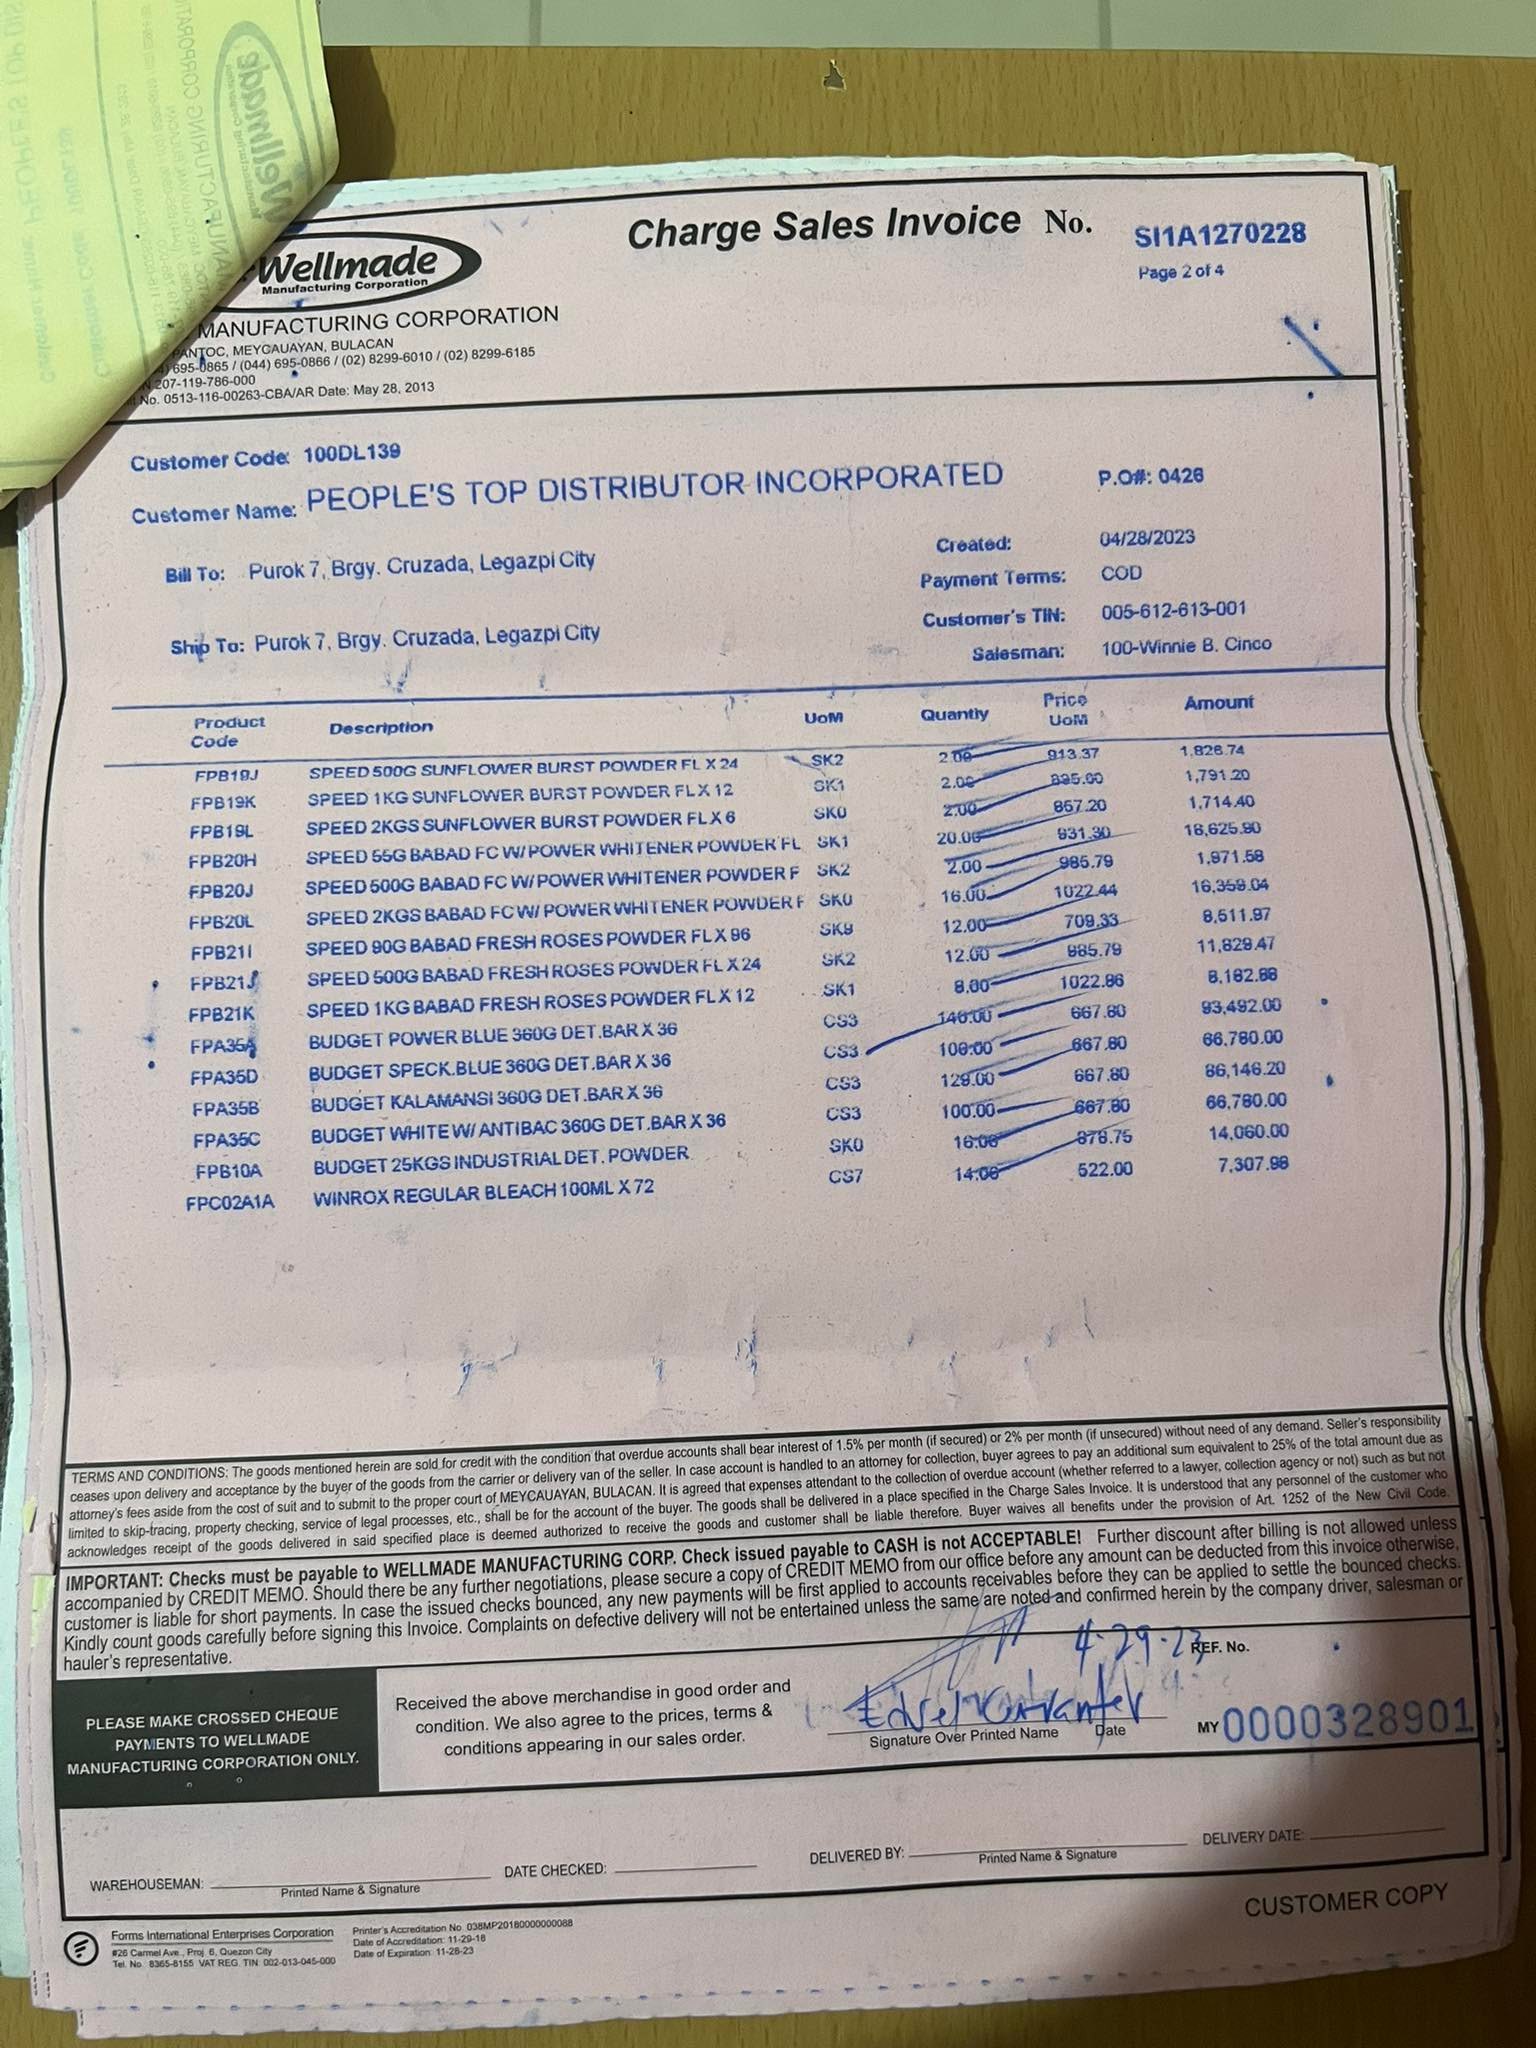 Charge Sales Invoice No. SI1A1270228
Page 2 of 4
Wellmade
Manufacturing Corporation
MANUFACTURING CORPORATION
PANTOC, MEYCAUAYAN, BULACAN
695-0865 / (044) 695-0866 / (02) 8299-6010 / (02) 8299-6185
207-119-786-000
No. 0513-116-00263-CBA/AR Date: May 28, 2013
Customer Code: 100DL139
Customer Name: PEOPLE'S TOP DISTRIBUTOR INCORPORATED
P.O#: 0426
Bill To: Purok 7, Brgy. Cruzada, Legazpi City
Ship To: Purok 7, Brgy. Cruzada, Legazpi City
Created: 04/28/2023
Payment Terms: COD
Customer's TIN: 005-612-613-001
Salesman: 100-Winnie B. Cinco
Product Code Description UoM Quantity Price UoM Amount
FPB19J SPEED 500G SUNFLOWER BURST POWDER FL X 24 SK2 2.00 913.37 1,826.74
FPB19K SPEED 1KG SUNFLOWER BURST POWDER FL X 12 SK1 2.00 895.60 1,791.20
FPB19L SPEED 2KGS SUNFLOWER BURST POWDER FL X 6 SK0 2.00 857.20 1,714.40
FPB20H SPEED 55G BABAD FC W/ POWER WHITENER POWDER FL SK1 20.00 931.30 18,625.90
FPB20J SPEED 500G BABAD FC W/ POWER WHITENER POWDER F SK2 2.00 985.79 1,971.58
FPB20L SPEED 2KGS BABAD FC W/ POWER WHITENER POWDER F SK0 16.00 1022.44 16,359.04
FPB21I SPEED 90G BABAD FRESH ROSES POWDER FL X 96 SK9 12.00 709.33 8,511.97
FPB21J SPEED 500G BABAD FRESH ROSES POWDER FL X 24 SK2 12.00 985.79 11,829.47
FPB21K SPEED 1KG BABAD FRESH ROSES POWDER FL X 12 SK1 8.00 1022.86 8,182.88
FPA35A BUDGET POWER BLUE 360G DET.BAR X 36 CS3 140.00 667.80 93,492.00
FPA35D BUDGET SPECK.BLUE 360G DET.BAR X 36 CS3 100.00 667.80 66,780.00
FPA35B BUDGET KALAMANSI 360G DET.BAR X 36 CS3 129.00 667.80 86,146.20
FPA35C BUDGET WHITE W/ ANTIBAC 360G DET.BAR X 36 CS3 100.00 667.80 66,780.00
FPB10A BUDGET 25KGS INDUSTRIAL DET. POWDER SK0 16.00 878.75 14,060.00
FPC02A1A WINROX REGULAR BLEACH 100ML X 72 CS7 14.00 522.00 7,307.98
TERMS AND CONDITIONS: The goods mentioned herein are sold for credit with the condition that overdue accounts shall bear interest of 1.5% per month (if secured) or 2% per month (if unsecured) without need of any demand. Seller's responsibility
ceases upon delivery and acceptance by the buyer of the goods from the carrier or delivery van of the seller. In case account is handled to an attorney for collection, buyer agrees to pay an additional sum equivalent to 25% of the total amount due as
attorney's fees aside from the cost of suit and to submit to the proper court of MEYCAUAYAN, BULACAN. It is agreed that expenses attendant to the collection of overdue account (whether referred to a lawyer, collection agency or not) such as but not
limited to skip-tracing, property checking, service of legal processes, etc., shall be for the account of the buyer. The goods shall be delivered in a place specified in the Charge Sales Invoice. It is understood that any personnel of the customer who
acknowledges receipt of the goods delivered in said specified place is deemed authorized to receive the goods and customer shall be liable therefore. Buyer waives all benefits under the provision of Art. 1252 of the New Civil Code.
IMPORTANT: Checks must be payable to WELLMADE MANUFACTURING CORP. Check issued payable to CASH is not ACCEPTABLE! Further discount after billing is not allowed unless
accompanied by CREDIT MEMO. Should there be any further negotiations, please secure a copy of CREDIT MEMO from our office before any amount can be deducted from this invoice otherwise,
customer is liable for short payments. In case the issued checks bounced, any new payments will be first applied to accounts receivables before they can be applied to settle the bounced checks.
Kindly count goods carefully before signing this Invoice. Complaints on defective delivery will not be entertained unless the same are noted and confirmed herein by the company driver, salesman or
hauler's representative.
PLEASE MAKE CROSSED CHEQUE
PAYMENTS TO WELLMADE
MANUFACTURING CORPORATION ONLY.
Received the above merchandise in good order and
condition. We also agree to the prices, terms &
conditions appearing in our sales order.
4-29-23
Signature Over Printed Name Date
REF. No.
MY 0000328901
WAREHOUSEMAN: DATE CHECKED: DELIVERED BY: DELIVERY DATE:
Printed Name & Signature Printed Name & Signature
CUSTOMER COPY
Forms International Enterprises Corporation
#26 Carmel Ave., Proj. 6, Quezon City
Tel. No. 8365-8155 VAT REG. TIN 002-013-045-000
Printer's Accreditation No. 038MP20180000000088
Date of Accreditation: 11-29-18
Date of Expiration: 11-28-23